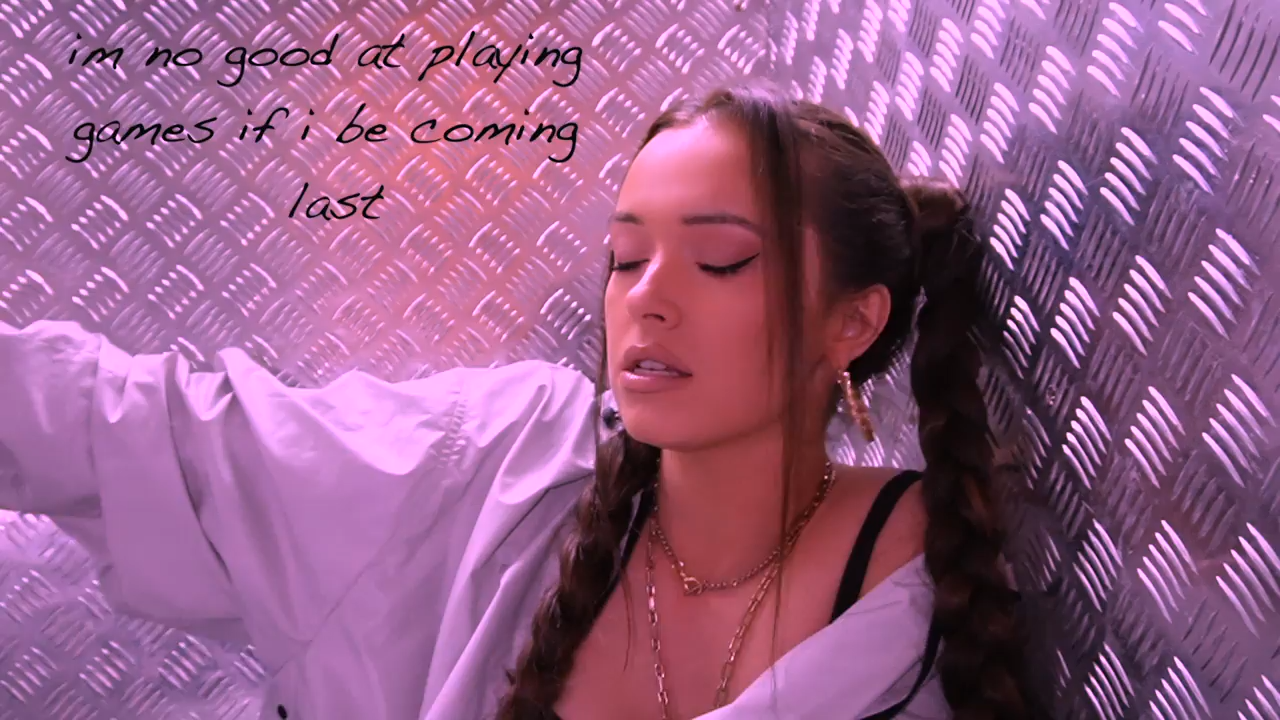 im no good at playing
games if i be coming
last